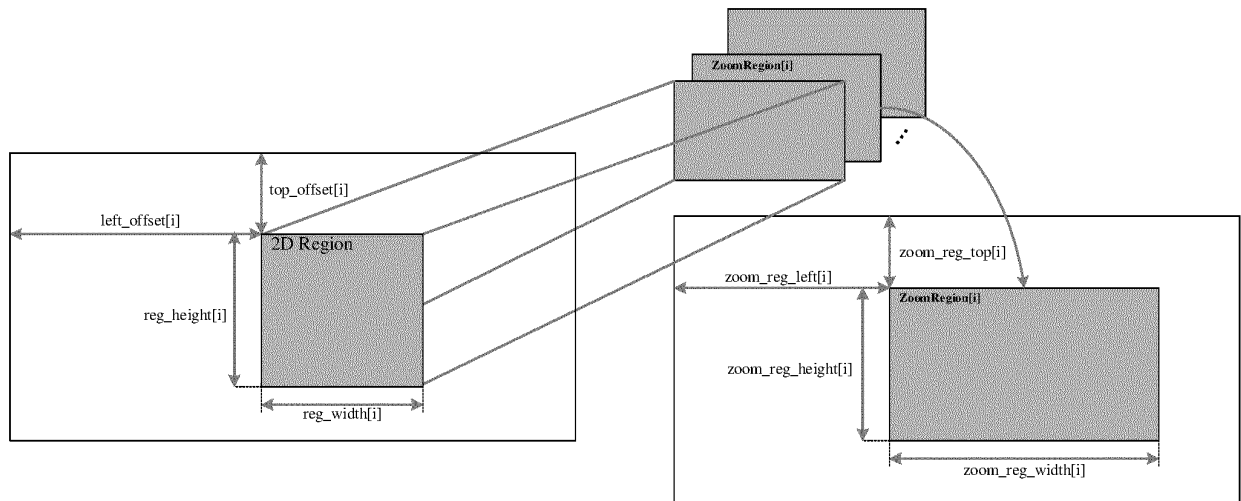 ZoomRegion[i]
top_offset[i]
left_offset[i]
2D Region
reg_height[i]
reg_width[i]
zoom_reg_top[i]
zoom_reg_left[i]
ZoomRegion[i]
zoom_reg_height[i]
zoom_reg_width[i]